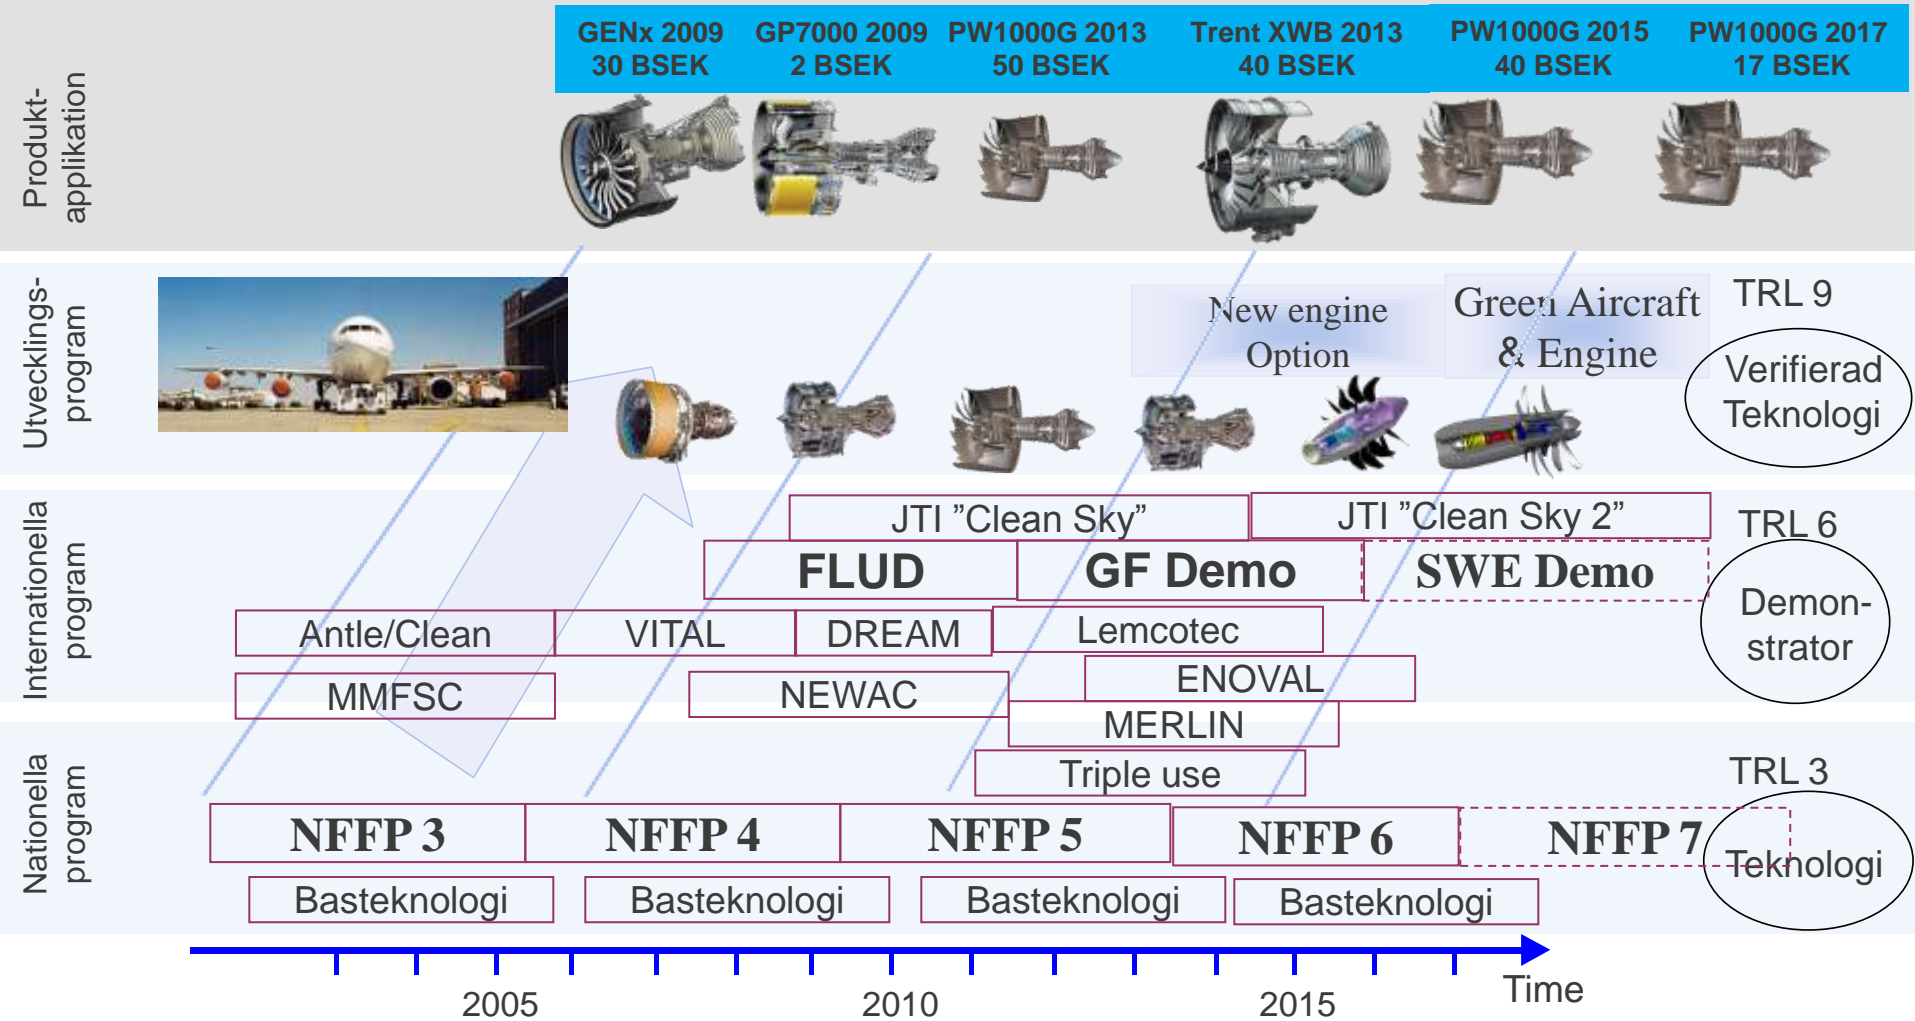 GENx 2009
30 BSEK
GP7000 2009
2 BSEK
PW1000G 2013
50 BSEK
Trent XWB 2013
40 BSEK
PW1000G 2015
40 BSEK
PW1000G 2017
17 BSEK
Produkt-
applikation
Utvecklings-
program
New engine
Option
Green Aircraft
& Engine
TRL 9
Verifierad
Teknologi
Internationella
program
JTI ”Clean Sky”
JTI ”Clean Sky 2”
TRL 6
FLUD
GF Demo
SWE Demo
Demon-
strator
Antle/Clean
VITAL
DREAM
Lemcotec
MMFSC
NEWAC
ENOVAL
MERLIN
Nationella
program
Triple use
TRL 3
NFFP 3
NFFP 4
NFFP 5
NFFP 6
NFFP 7
Teknologi
Basteknologi
Basteknologi
Basteknologi
Basteknologi
2005
2010
2015
Time